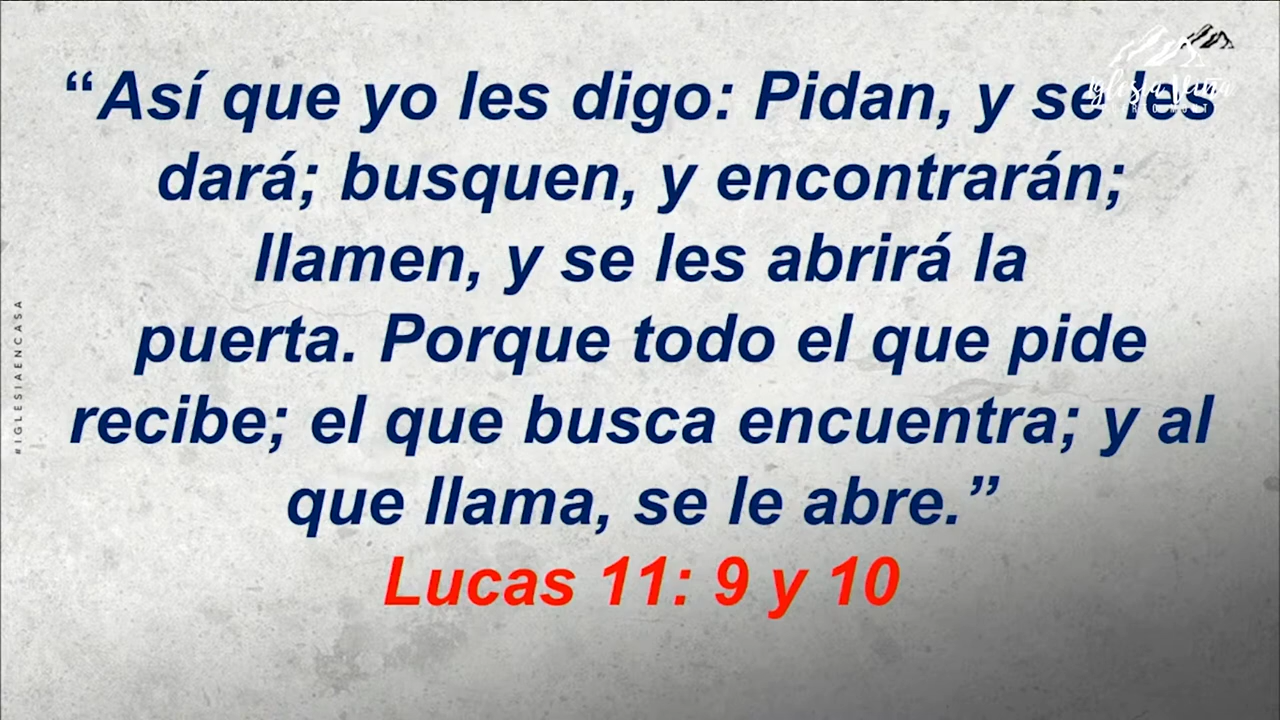 “Así que yo les digo: Pidan, y se les
dará; busquen, y encontrarán;
llamen, y se les abrirá la
puerta. Porque todo el que pide
recibe; el que busca encuentra; y al
que llama, se le abre.”
Lucas 11: 9 y 10
Iglesia Viña
#IGLESIAENCASA